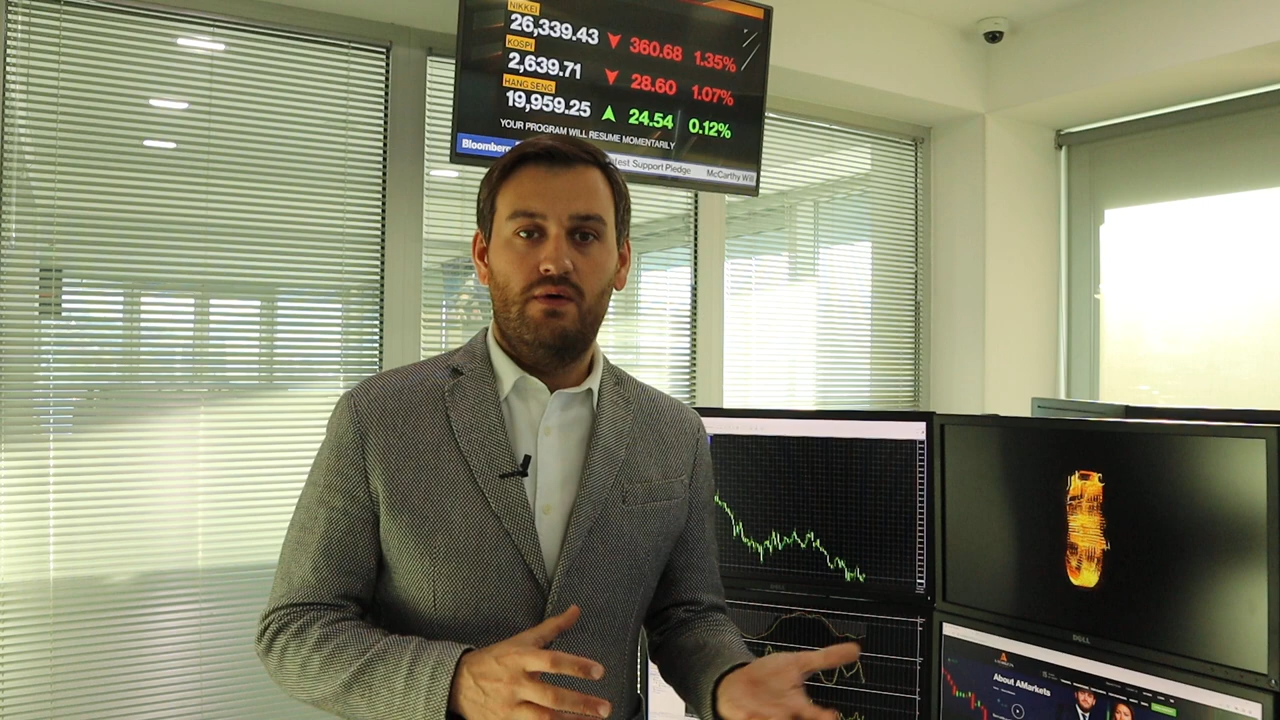 NIKKEI
26,339.43 360.68 1.35%
KOSPI
2,639.71 28.60 1.07%
HANG SENG
19,959.25 24.54 0.12%
YOUR PROGRAM WILL RESUME MOMENTARILY
Bloomberg Support Pledge McCarthy Will
DELL
About AMarkets